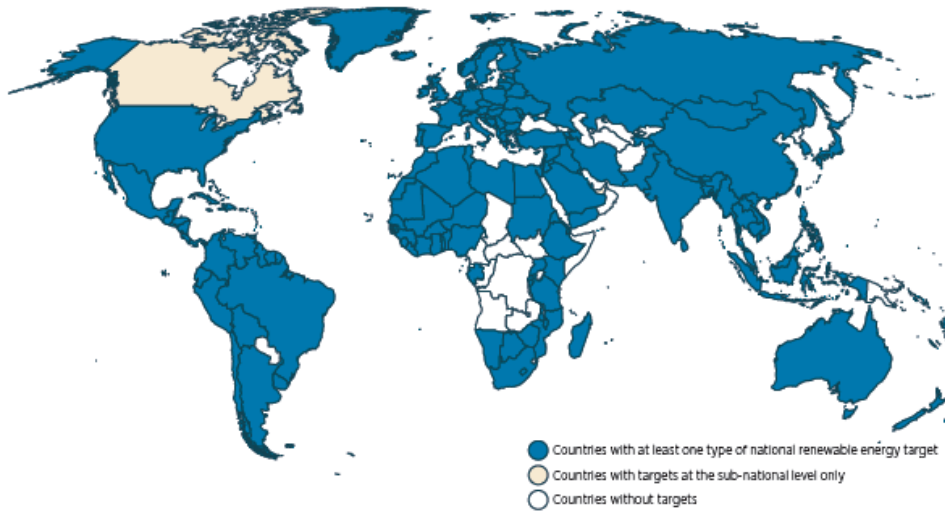 Countries with at least one type of national renewable energy target
Countries with targets at the sub-national level only
Countries without targets